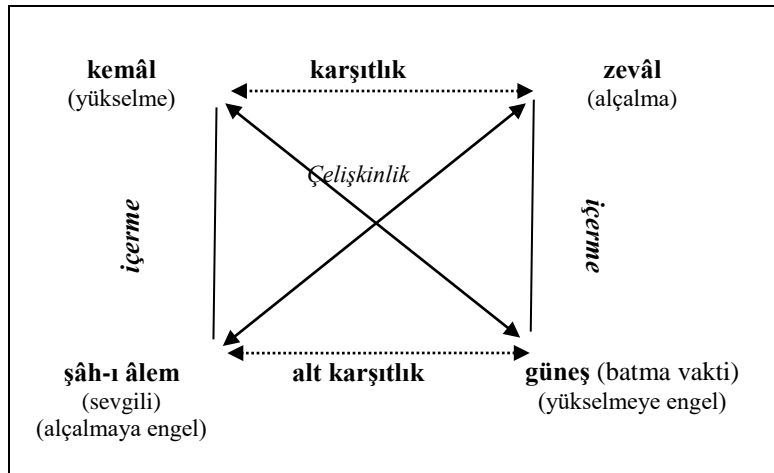 kemâl karşıtlık zevâl
(yükselme) (alçalma)
Çelişkinlik
içerme içerme
şâh-ı âlem alt karşıtlık güneş (batma vakti)
(sevgili) (yükselmeye engel)
(alçalmaya engel)